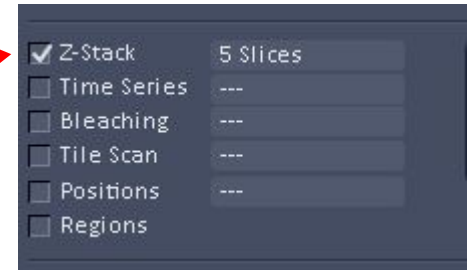 Z-Stack 5 Slices
Time Series ---
Bleaching ---
Tile Scan ---
Positions ---
Regions